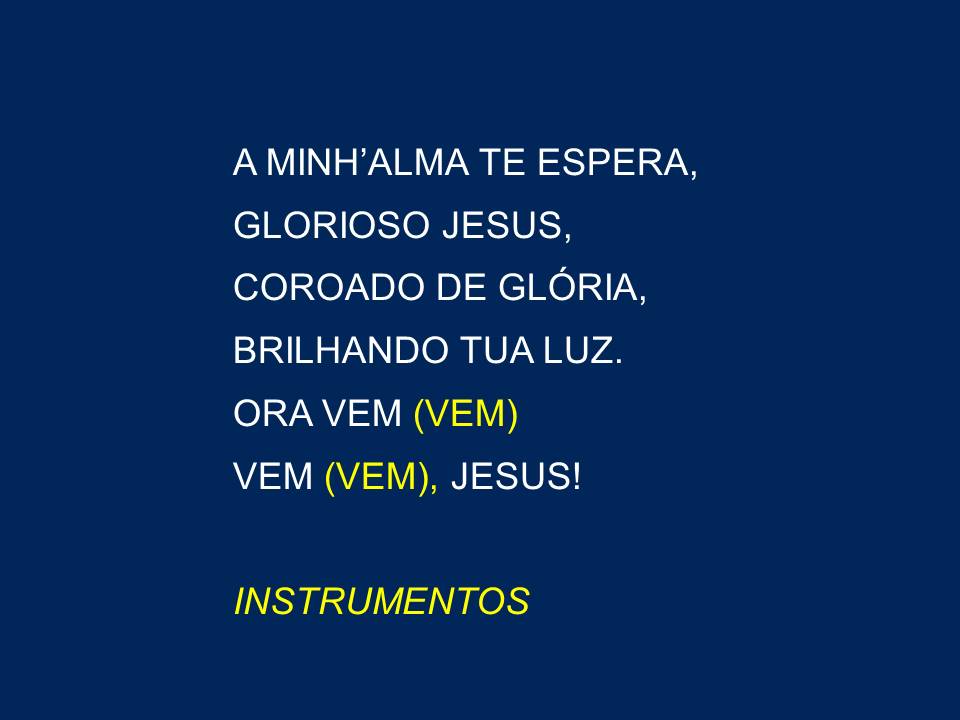 A MINH’ALMA TE ESPERA,
GLORIOSO JESUS,
COROADO DE GLÓRIA,
BRILHANDO TUA LUZ.
ORA VEM (VEM)
VEM (VEM), JESUS!
INSTRUMENTOS